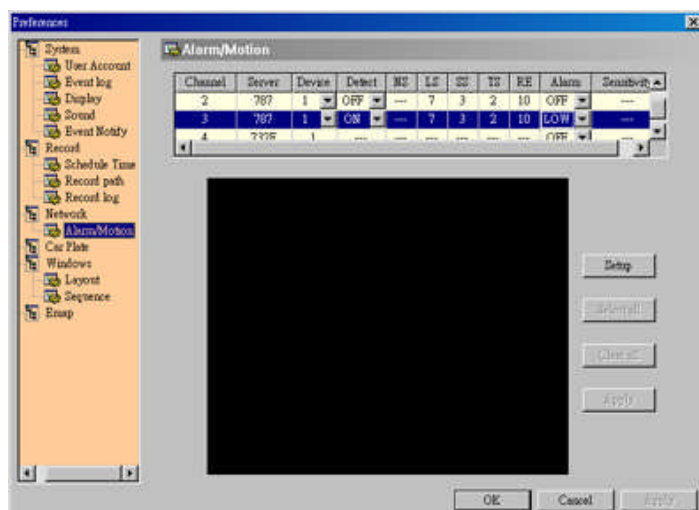 Preferences
System
User Account
Event log
Display
Sound
Event Notify
Record
Schedule Time
Record path
Record log
Network
Alarm/Motion
Car Plate
Windows
Layout
Sequence
Emap
Alarm/Motion
Channel Server Device Detect NS LS SS TS RE Alarm Sensitivity
2 787 1 OFF --- 7 3 2 10 OFF ---
3 787 1 ON --- 7 3 2 10 LOW ---
4 737E 1 --- --- --- --- --- --- OFF
Setup
Select all
Clear all
Apply
OK Cancel Apply